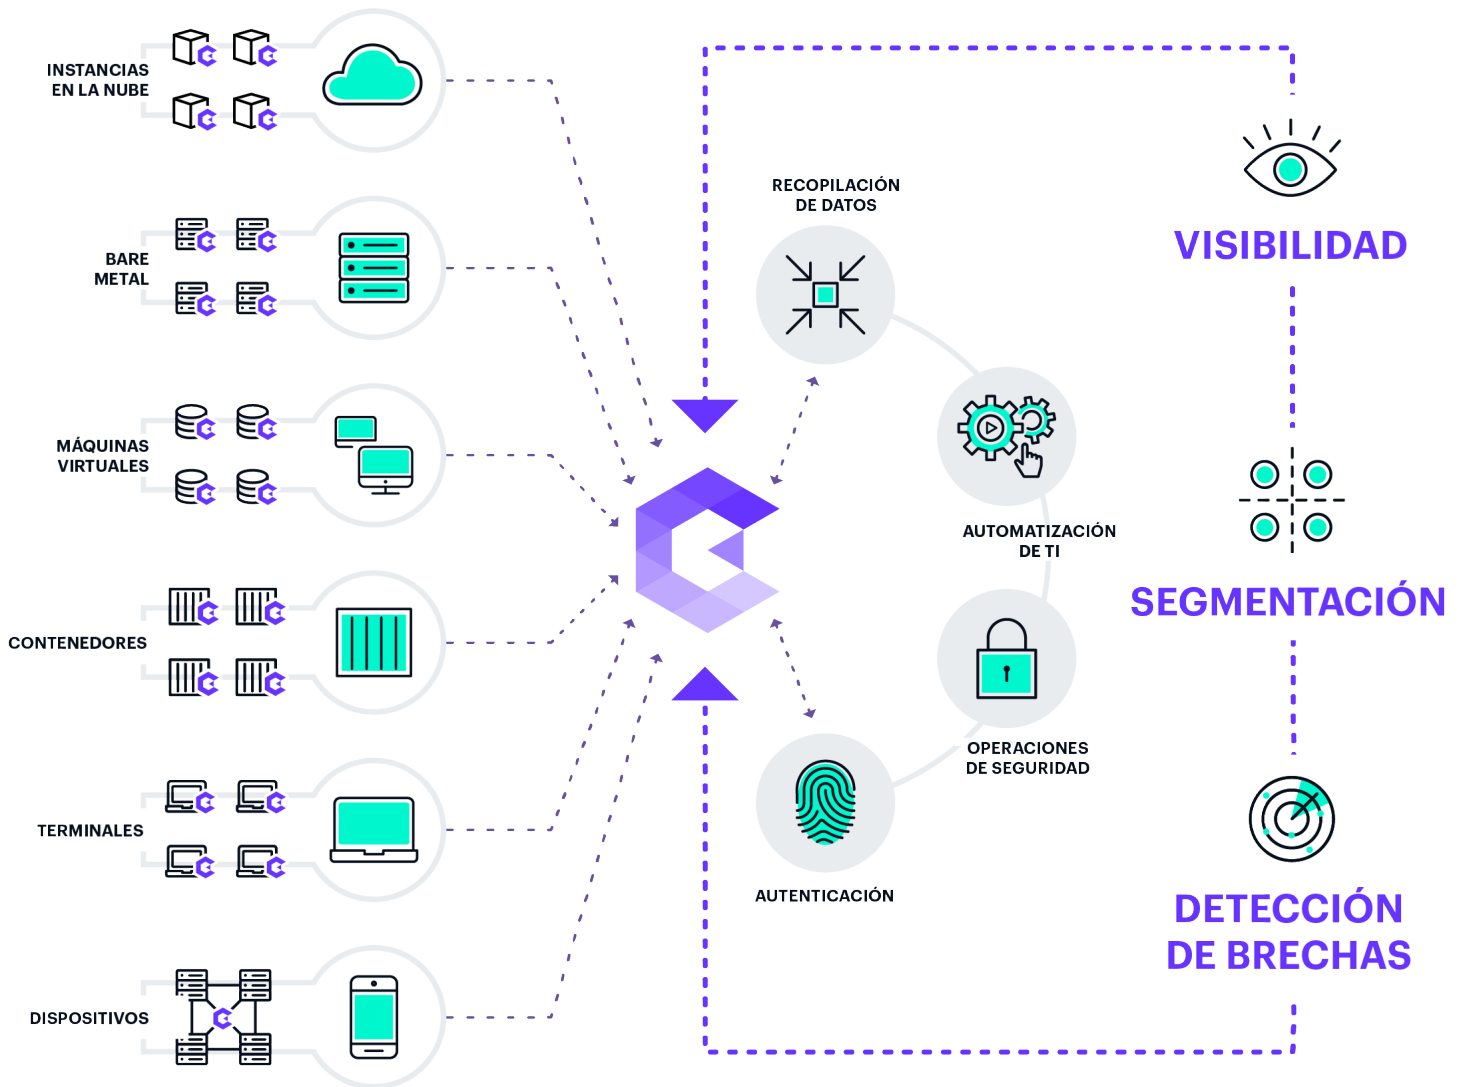 INSTANCIAS
EN LA NUBE
BARE
METAL
MÁQUINAS
VIRTUALES
CONTENEDORES
TERMINALES
DISPOSITIVOS
RECOPILACIÓN
DE DATOS
AUTOMATIZACIÓN
DE TI
OPERACIONES
DE SEGURIDAD
AUTENTICACIÓN
VISIBILIDAD
SEGMENTACIÓN
DETECCIÓN
DE BRECHAS